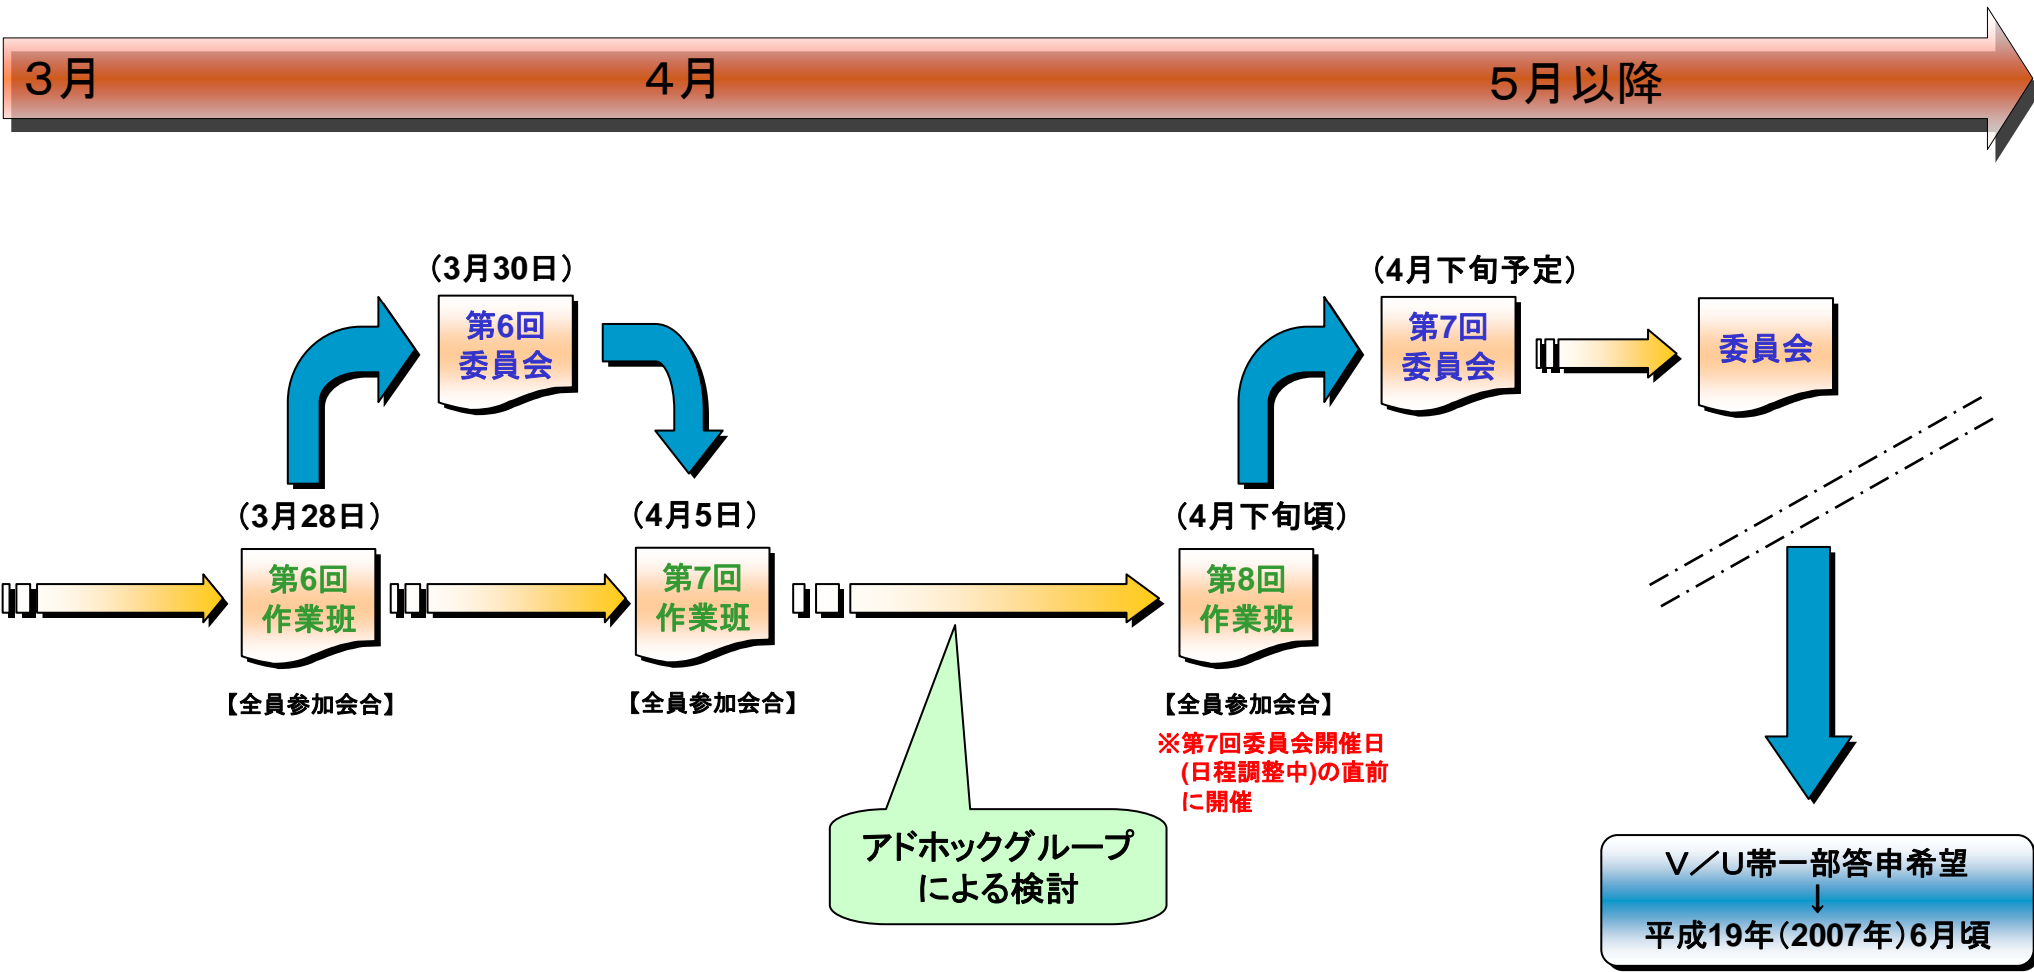 3月
4月
5月以降
(3月30日)
第6回
委員会
(4月下旬予定)
第7回
委員会
委員会
(3月28日)
第6回
作業班
【全員参加会合】
(4月5日)
第7回
作業班
【全員参加会合】
(4月下旬頃)
第8回
作業班
【全員参加会合】
※第7回委員会開催日
(日程調整中)の直前
に開催
アドホックグループ
による検討
V/U帯一部答申希望
↓
平成19年(2007年)6月頃